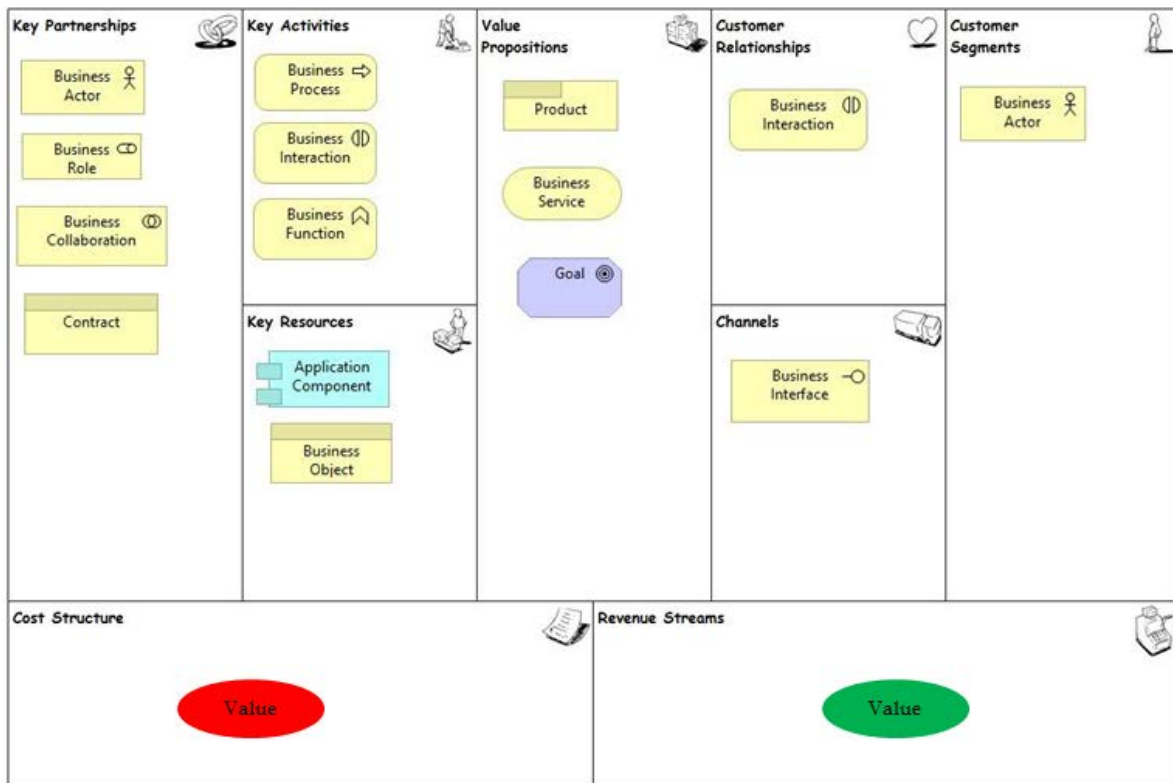 Key Partnerships
Business
Actor
Business
Role
Business
Collaboration
Contract
Key Activities
Business
Process
Business
Interaction
Business
Function
Key Resources
Application
Component
Business
Object
Value
Propositions
Product
Business
Service
Goal
Customer
Relationships
Business
Interaction
Channels
Business
Interface
Customer
Segments
Business
Actor
Cost Structure
Value
Revenue Streams
Value